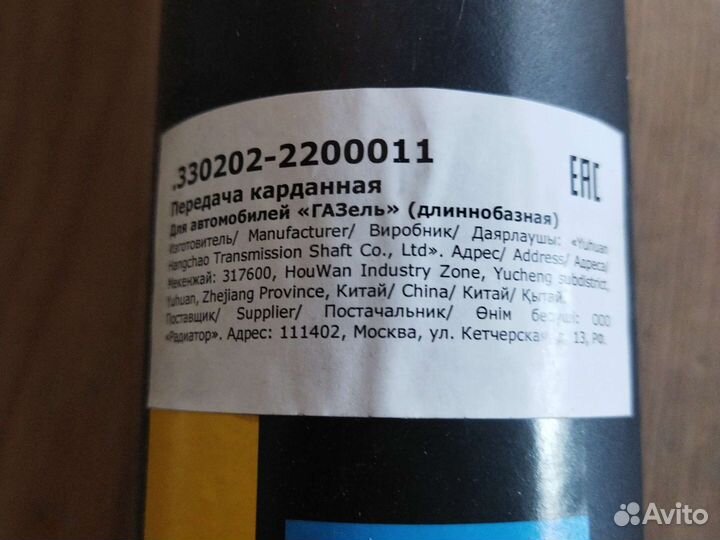 .330202-2200011
Передача карданная
Для автомобилей «ГАЗель» (длиннобазная)
EAC
Изготовитель/ Manufacturer/ Виробник/ Даярлаушы: «Yuhuan
Hangchao Transmission Shaft Co., Ltd». Адрес/ Address/ Адреса/
Мекенжай: 317600, HouWan Industry Zone, Yucheng subdistrict,
Yuhuan, Zhejiang Province, Китай/ China/ Китай/ Қытай.
Поставщик/ Supplier/ Постачальник/ Өнім беруші: ООО
«Радиатор». Адрес: 111402, Москва, ул. Кетчерская, д. 13, РФ.
Avito